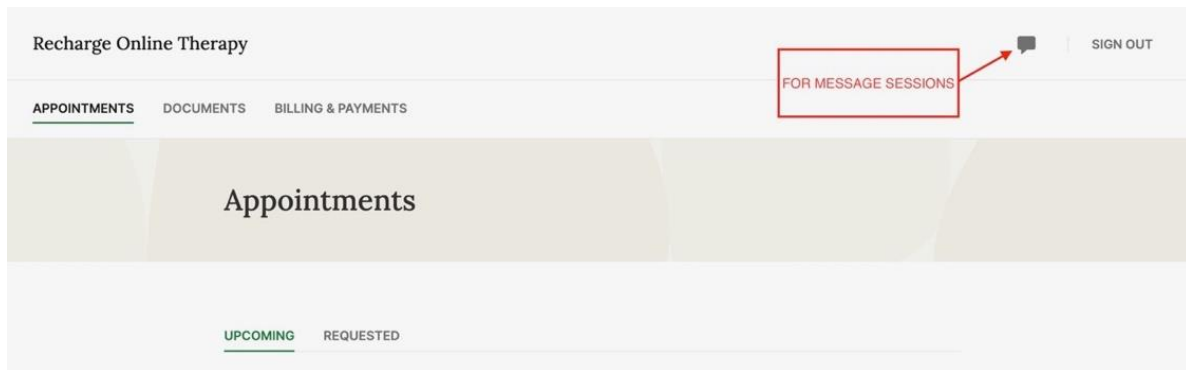 Recharge Online Therapy
SIGN OUT
FOR MESSAGE SESSIONS
APPOINTMENTS DOCUMENTS BILLING & PAYMENTS
Appointments
UPCOMING REQUESTED